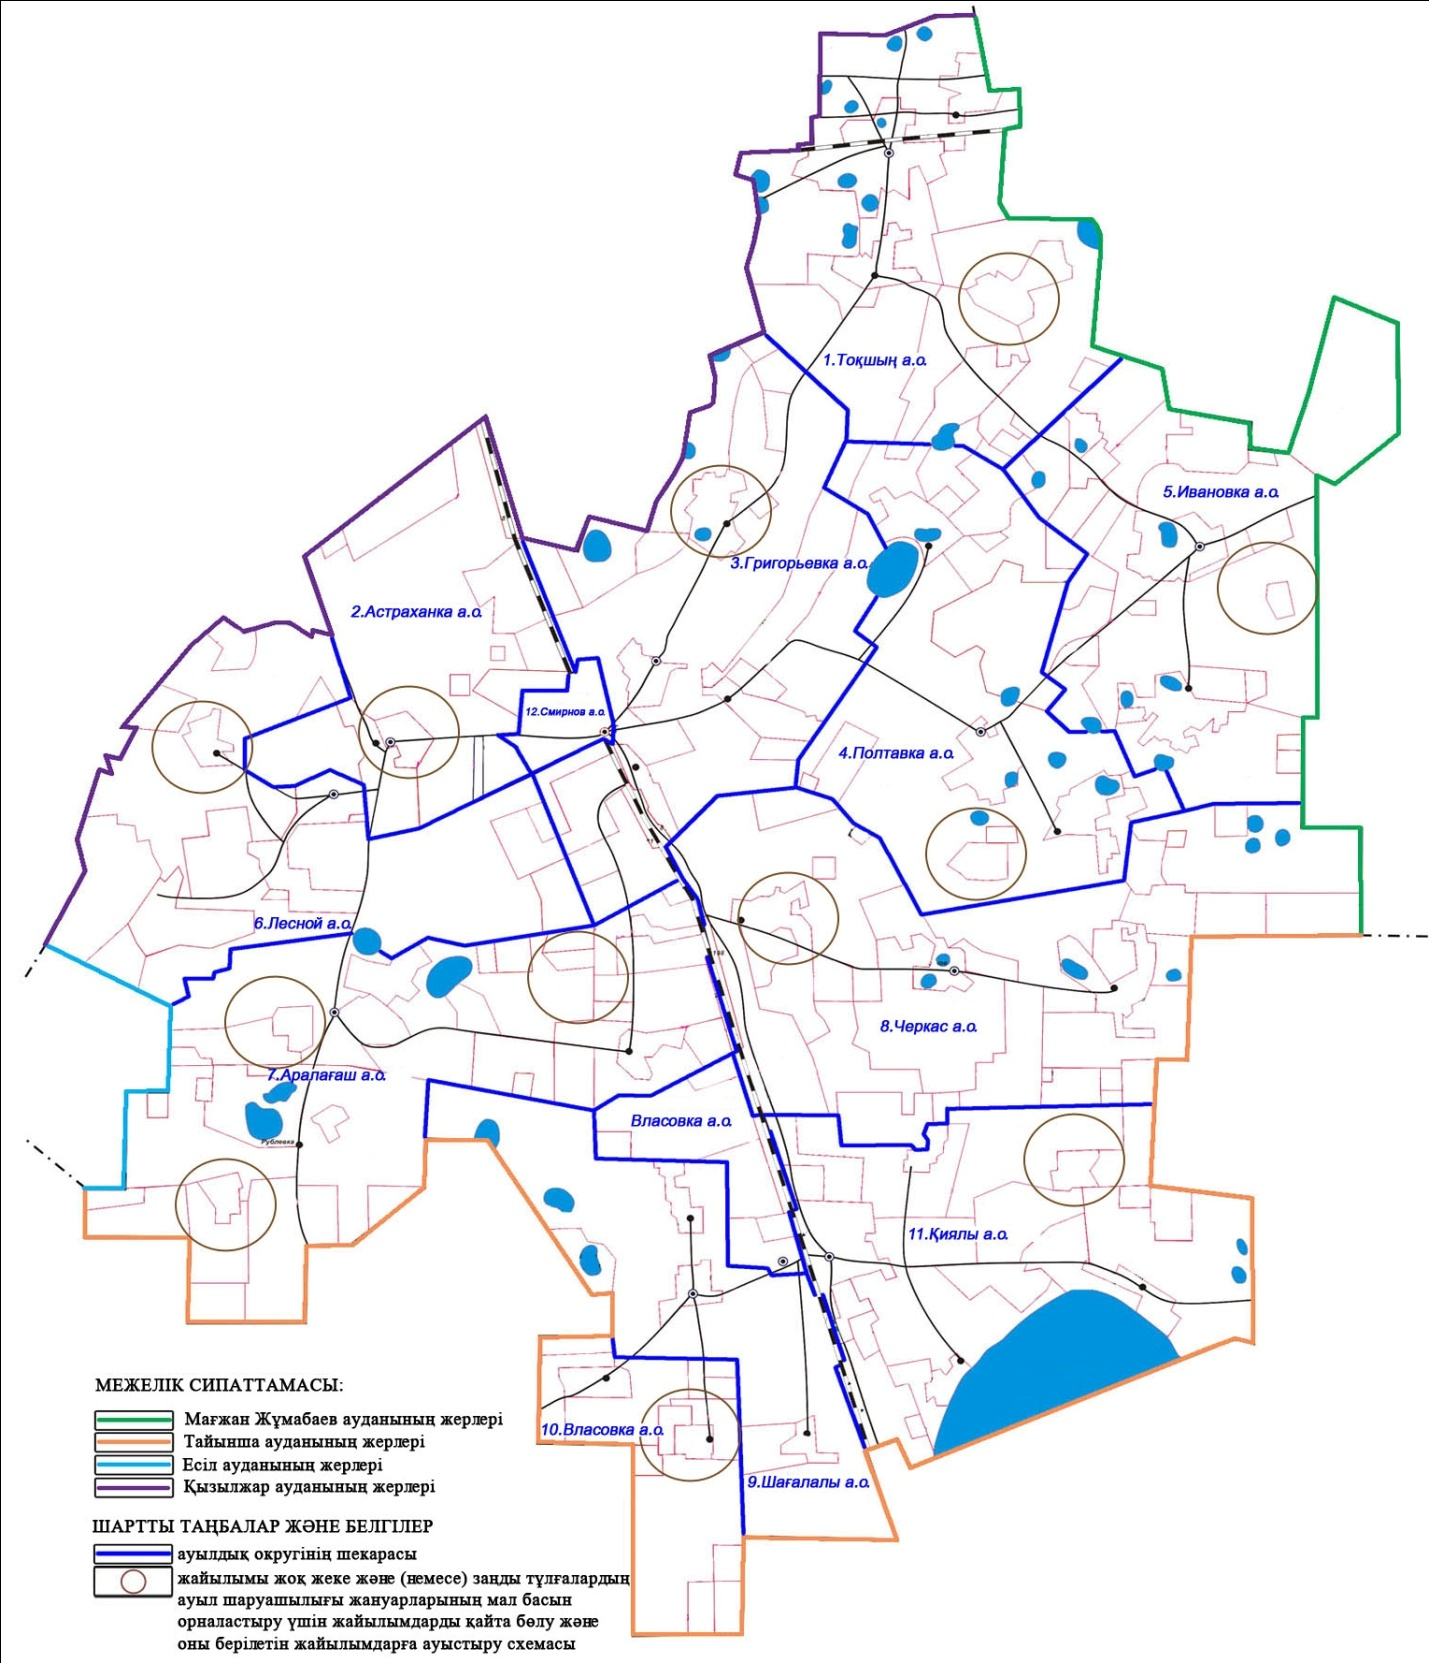 1.Тоқшың а.о.
5.Ивановка а.о.
3.Григорьевка а.о.
2.Астраханка а.о.
12.Смирнов а.о.
4.Полтавка а.о.
6.Лесной а.о.
8.Черкас а.о.
7.Аралағаш а.о.
Власовка а.о.
Рублевка
11.Қиялы а.о.
10.Власовка а.о.
9.Шағалалы а.о.
МЕЖЕЛІК СИПАТТАМАСЫ:
Мағжан Жұмабаев ауданының жерлері
Тайынша ауданының жерлері
Есіл ауданының жерлері
Қызылжар ауданының жерлері
ШАРТТЫ ТАҢБАЛАР ЖӘНЕ БЕЛГІЛЕР
ауылдық округінің шекарасы
жайылымы жоқ жеке және (немесе) заңды тұлғалардың
ауыл шаруашылығы жануарларының мал басын
орналастыру үшін жайылымдарды қайта бөлу және
оны берілетін жайылымдарға ауыстыру схемасы